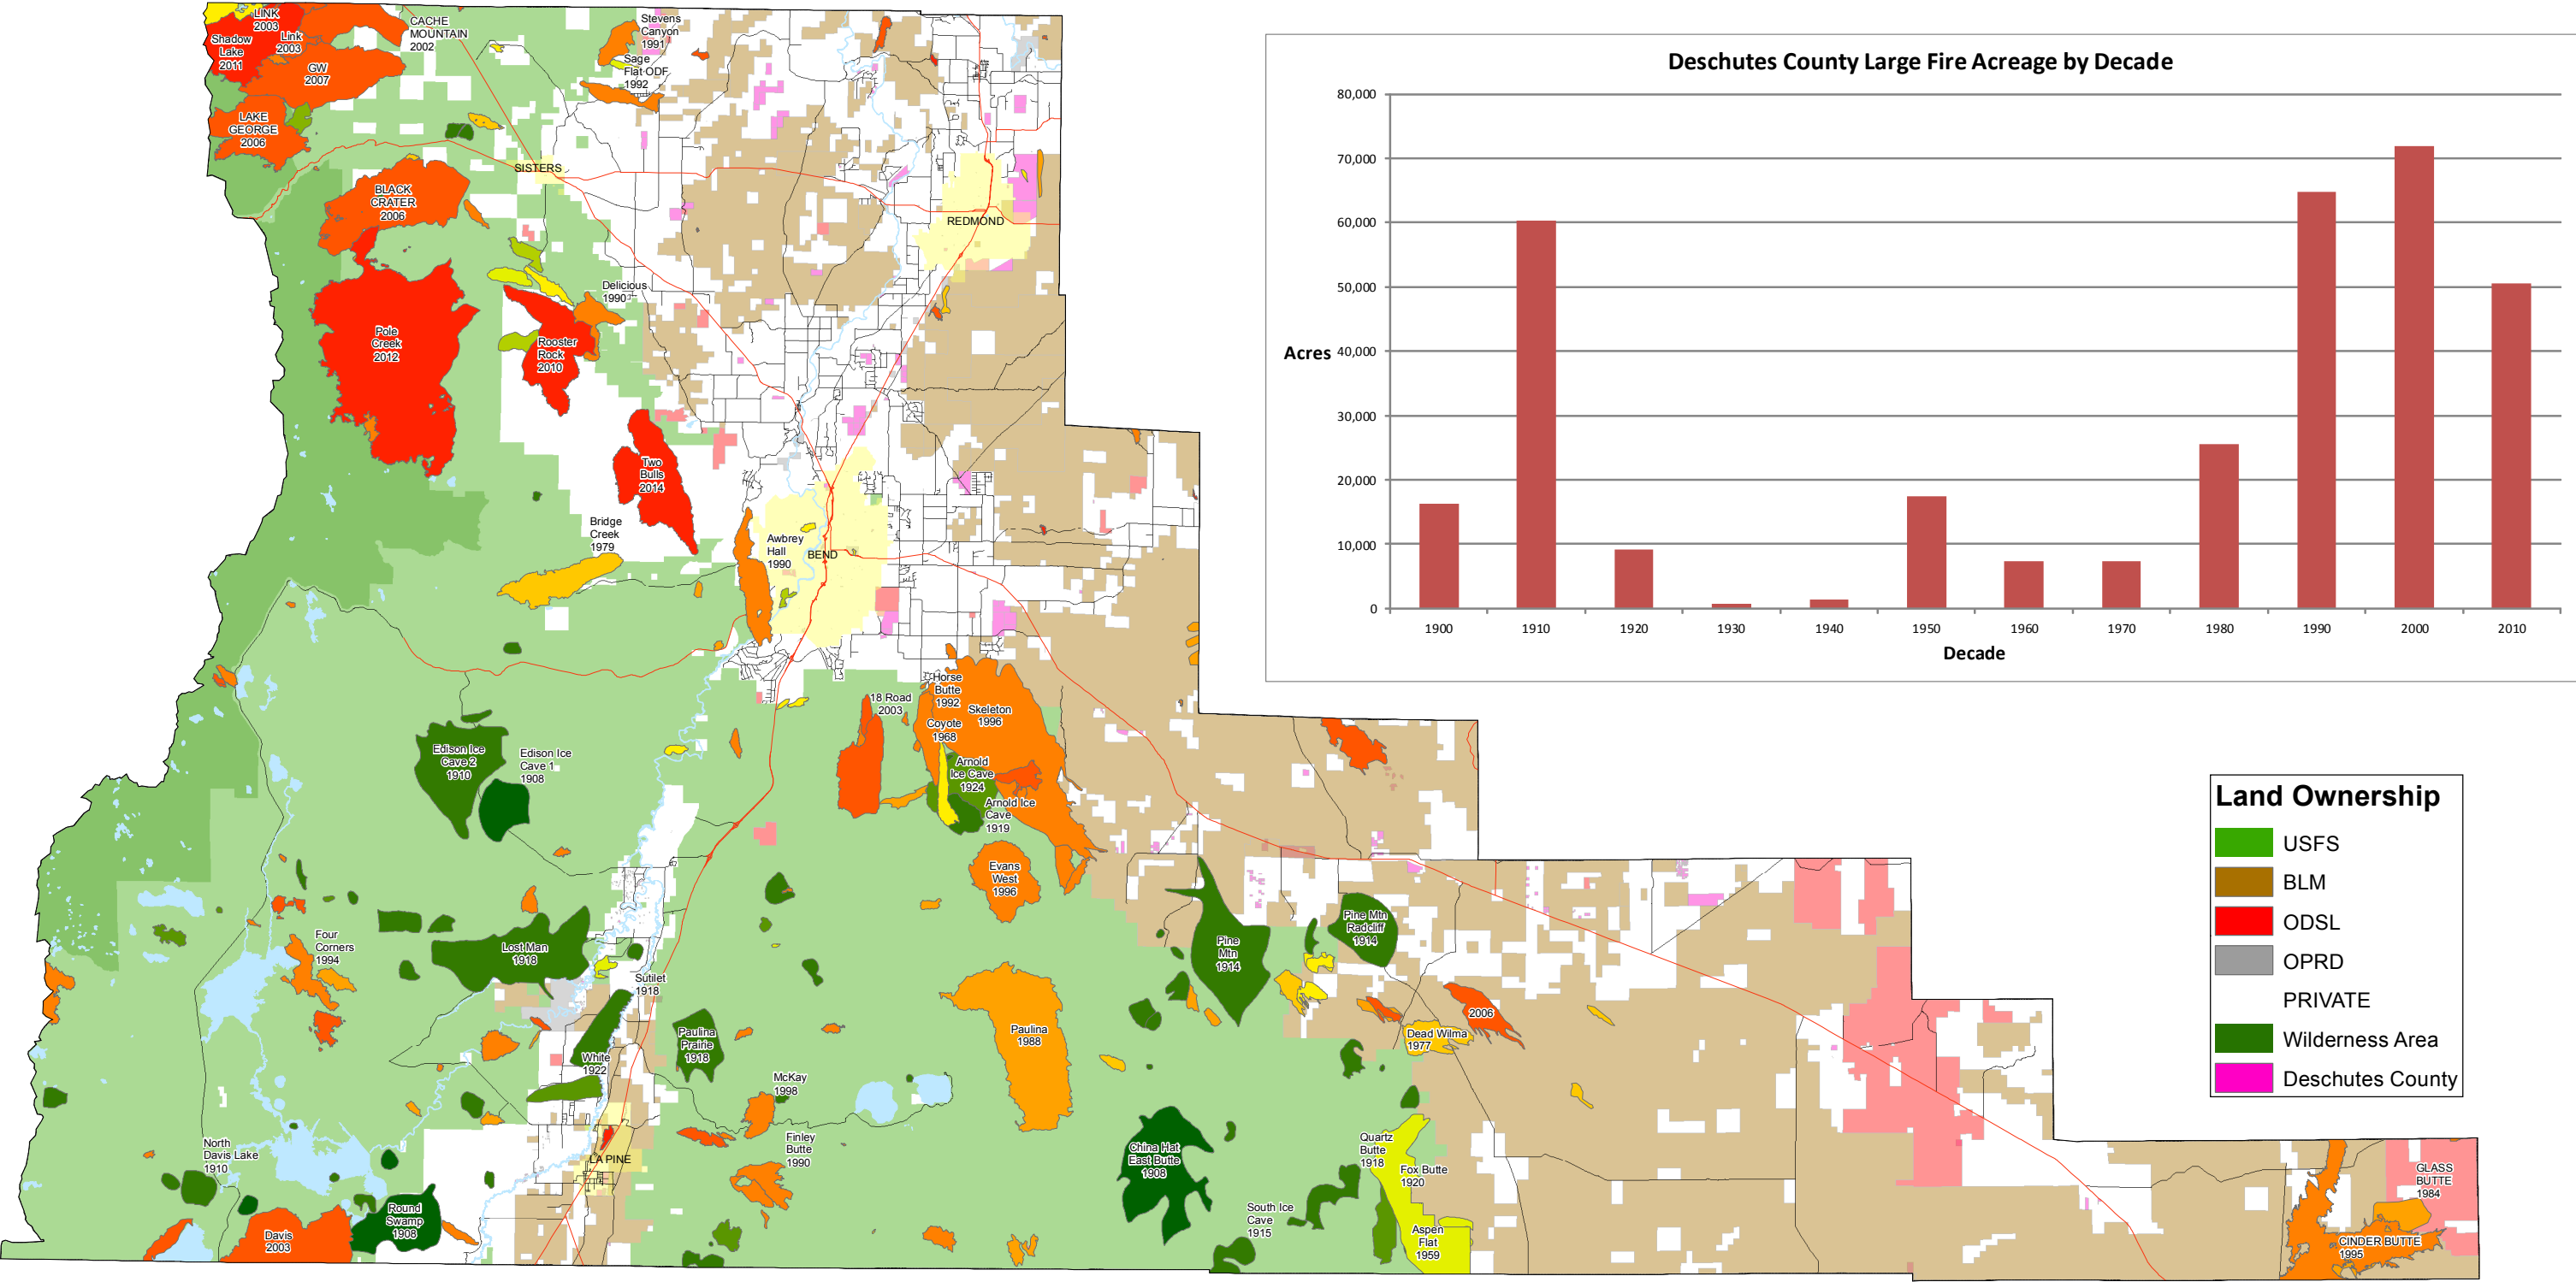 LINK
2003
Shadow
Lake
2011
Link
2003
CACHE
MOUNTAIN
2002
GW
2007
LAKE
GEORGE
2006
Stevens
Canyon
1991
Sage
Flat ODF
1992
SISTERS
BLACK
CRATER
2006
REDMOND
Delicious
1990
Pole
Creek
2012
Rooster
Rock
2010
Two
Bulls
2014
Bridge
Creek
1979
Awbrey
Hall
1990
BEND
Horse
Butte
1992
18 Road
2003
Skeleton
1996
Coyote
1968
Edison Ice
Cave 2
1910
Edison Ice
Cave 1
1908
Arnold
Ice Cave
1924
Arnold Ice
Cave
1919
Evans
West
1996
Four
Corners
1994
Lost Man
1918
Sutilet
1918
Pine
Mtn
1914
Pine Mtn
Radcliff
1914
Paulina
Prairie
1918
Paulina
1988
2006
Dead Wilma
1977
White
1922
McKay
1998
Finley
Butte
1990
North
Davis Lake
1910
LA PINE
China Hat
East Butte
1908
Quartz
Butte
1918
Fox Butte
1920
South Ice
Cave
1915
Aspen
Flat
1959
Round
Swamp
1908
Davis
2003
GLASS
BUTTE
1984
CINDER BUTTE
1995
Deschutes County Large Fire Acreage by Decade
80,000
70,000
60,000
50,000
Acres 40,000
30,000
20,000
10,000
0
1900 1910 1920 1930 1940 1950 1960 1970 1980 1990 2000 2010
Decade
Land Ownership
USFS
BLM
ODSL
OPRD
PRIVATE
Wilderness Area
Deschutes County